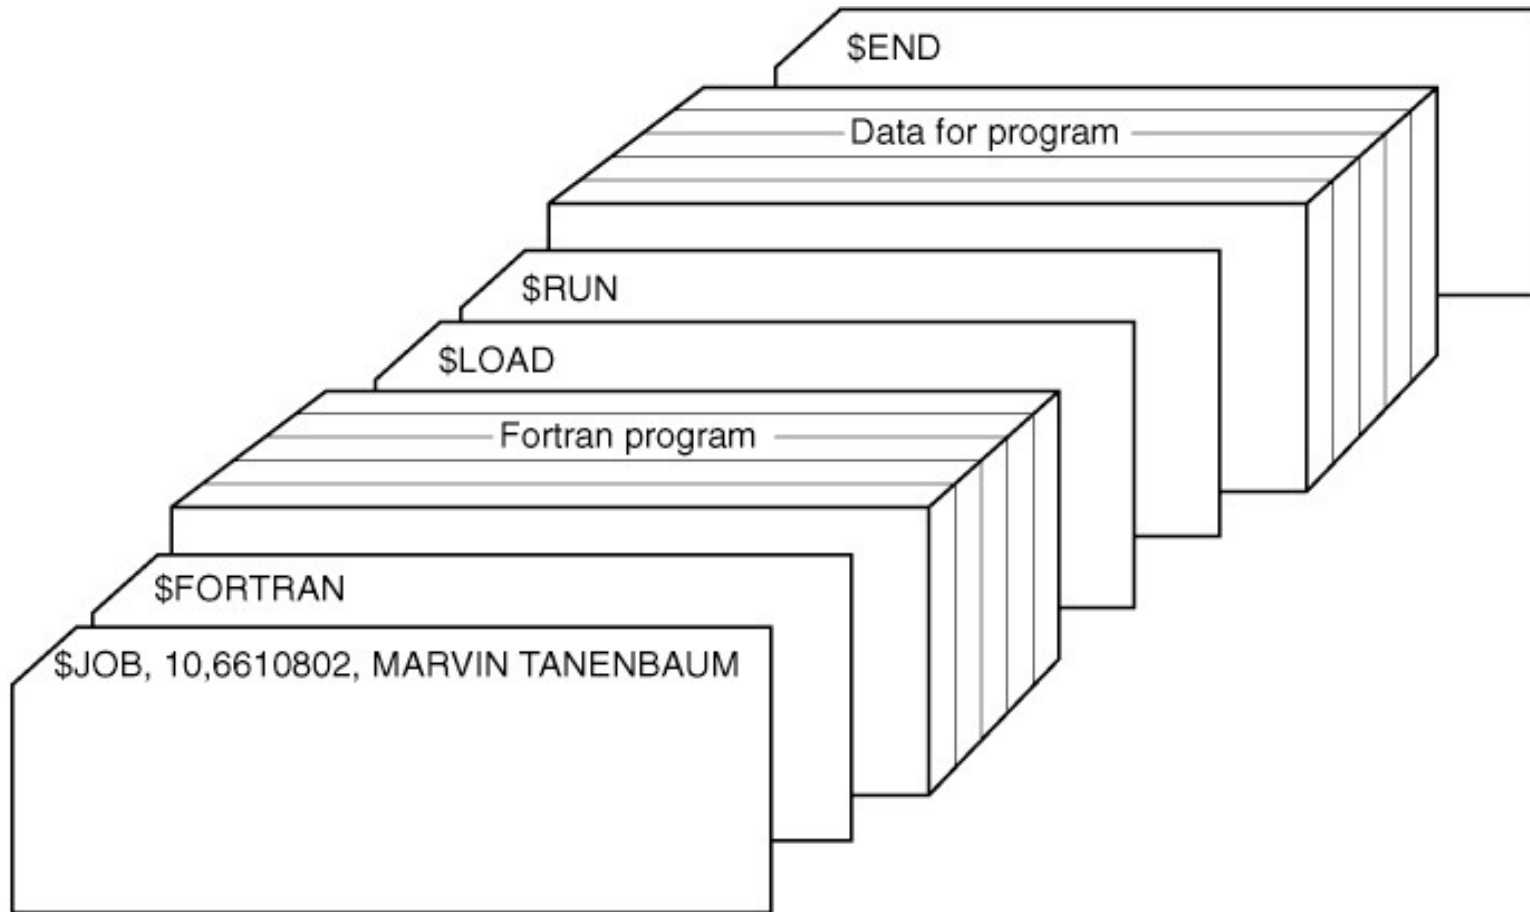 $END
Data for program
$RUN
$LOAD
Fortran program
$FORTRAN
$JOB, 10,6610802, MARVIN TANENBAUM